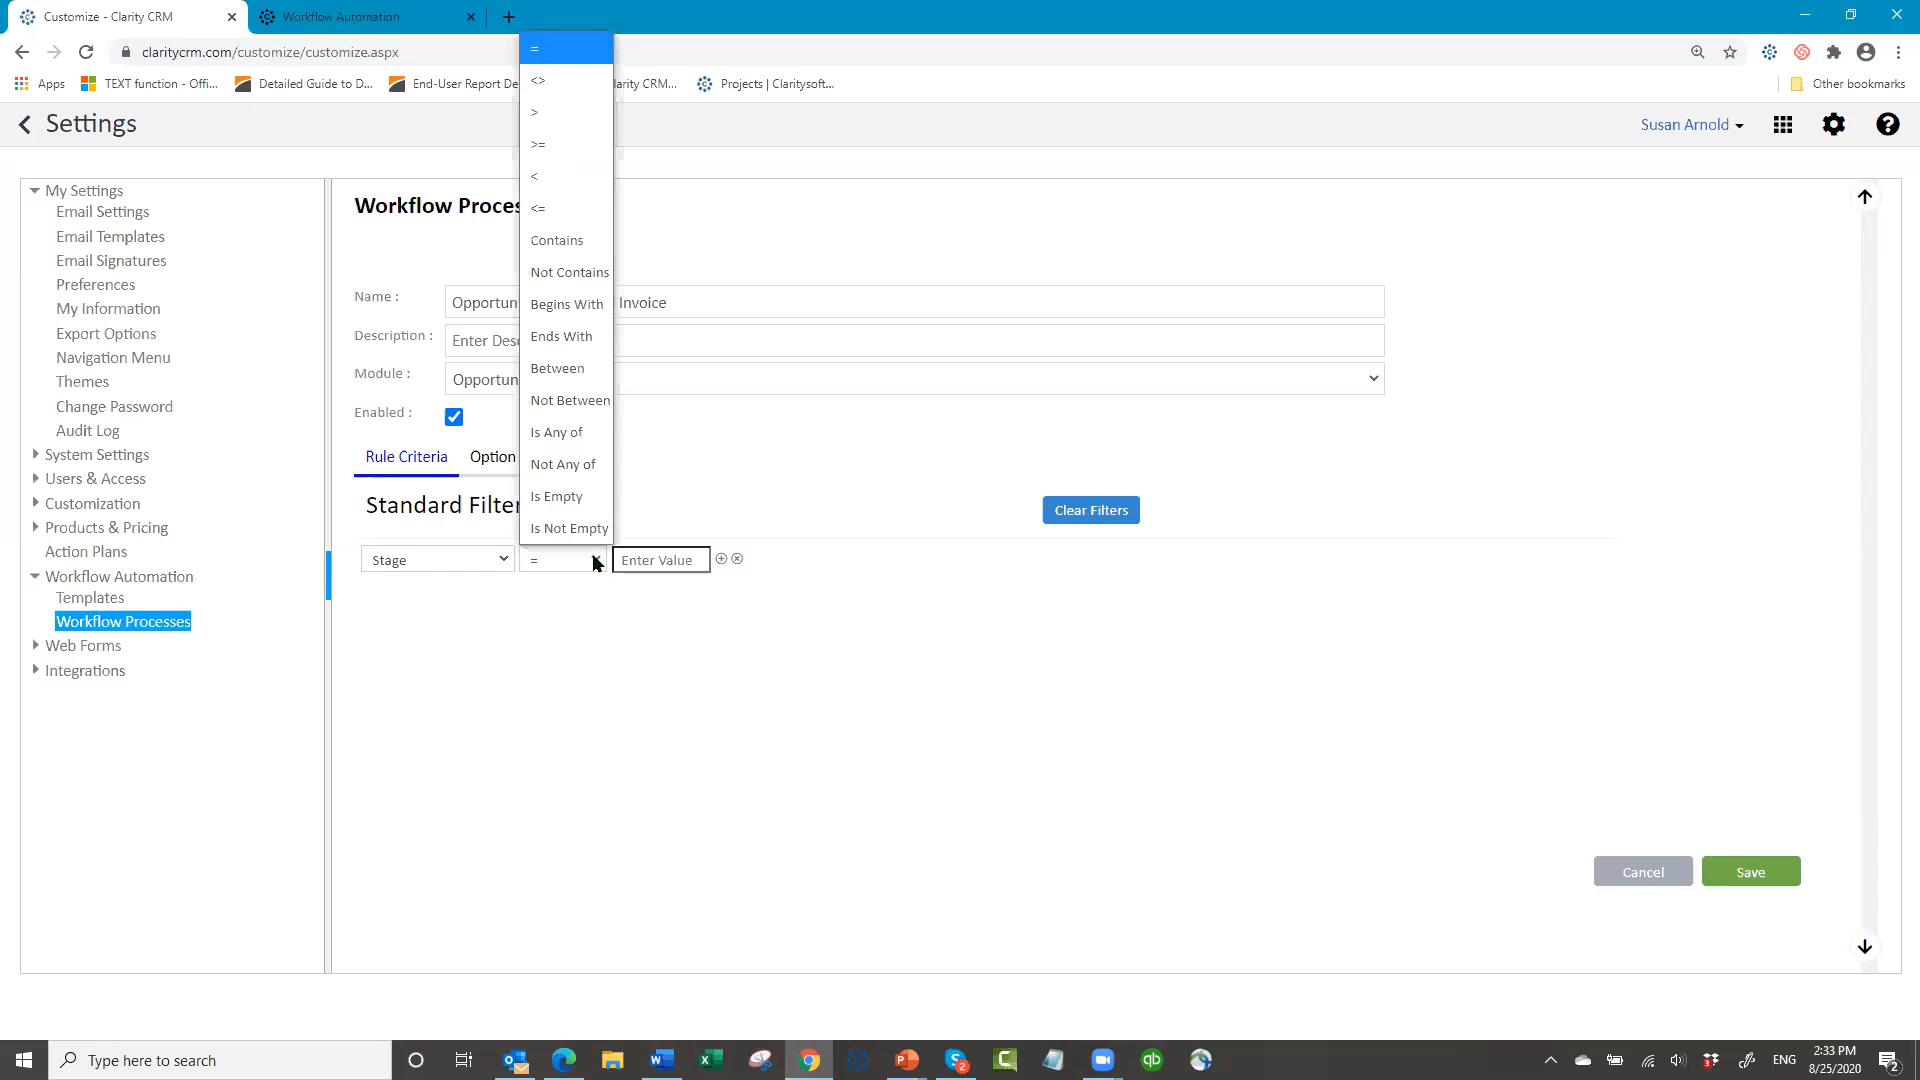 Customize - Clarity CRM
Workflow Automation
claritycrm.com/customize/customize.aspx
Apps
TEXT function - Offi...
Detailed Guide to D...
End-User Report De
larity CRM...
Projects | Claritysoft...
Other bookmarks
Settings
Susan Arnold
My Settings
Email Settings
Email Templates
Email Signatures
Preferences
My Information
Export Options
Navigation Menu
Themes
Change Password
Audit Log
System Settings
Users & Access
Customization
Products & Pricing
Action Plans
Workflow Automation
Templates
Workflow Processes
Web Forms
Integrations
Workflow Proces
Name :
Opportun
Invoice
Description :
Enter Des
Module :
Opportun
Enabled :
Rule Criteria
Option
Standard Filter
Clear Filters
=
<>
>
>=
<
<=
Contains
Not Contains
Begins With
Ends With
Between
Not Between
Is Any of
Not Any of
Is Empty
Is Not Empty
Stage
=
Enter Value
Cancel
Save
Type here to search
ENG
2:33 PM
8/25/2020